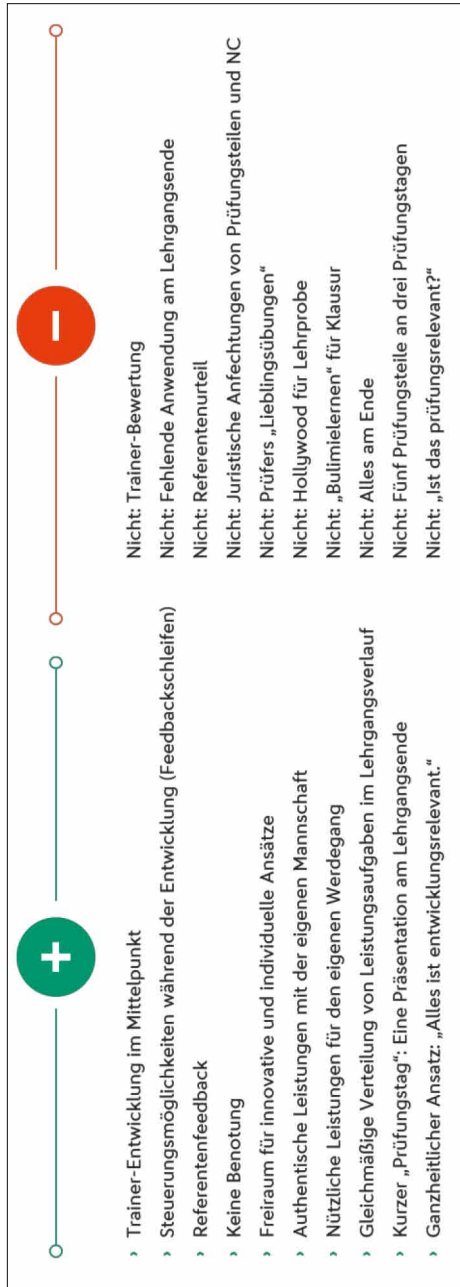 +
› Trainer-Entwicklung im Mittelpunkt
› Steuerungsmöglichkeiten während der Entwicklung (Feedbackschleifen)
› Referentenfeedback
› Keine Benotung
› Freiraum für innovative und individuelle Ansätze
› Authentische Leistungen mit der eigenen Mannschaft
› Nützliche Leistungen für den eigenen Werdegang
› Gleichmäßige Verteilung von Leistungsaufgaben im Lehrgangsverlauf
› Kurzer „Prüfungstag“: Eine Präsentation am Lehrgangsende
› Ganzheitlicher Ansatz: „Alles ist entwicklungsrelevant.“
–
Nicht: Trainer-Bewertung
Nicht: Fehlende Anwendung am Lehrgangsende
Nicht: Referentenurteil
Nicht: Juristische Anfechtungen von Prüfungsteilen und NC
Nicht: Prüfers „Lieblingsübungen“
Nicht: Hollywood für Lehrprobe
Nicht: „Bulimielernen“ für Klausur
Nicht: Alles am Ende
Nicht: Fünf Prüfungsteile an drei Prüfungstagen
Nicht: „Ist das prüfungsrelevant?“